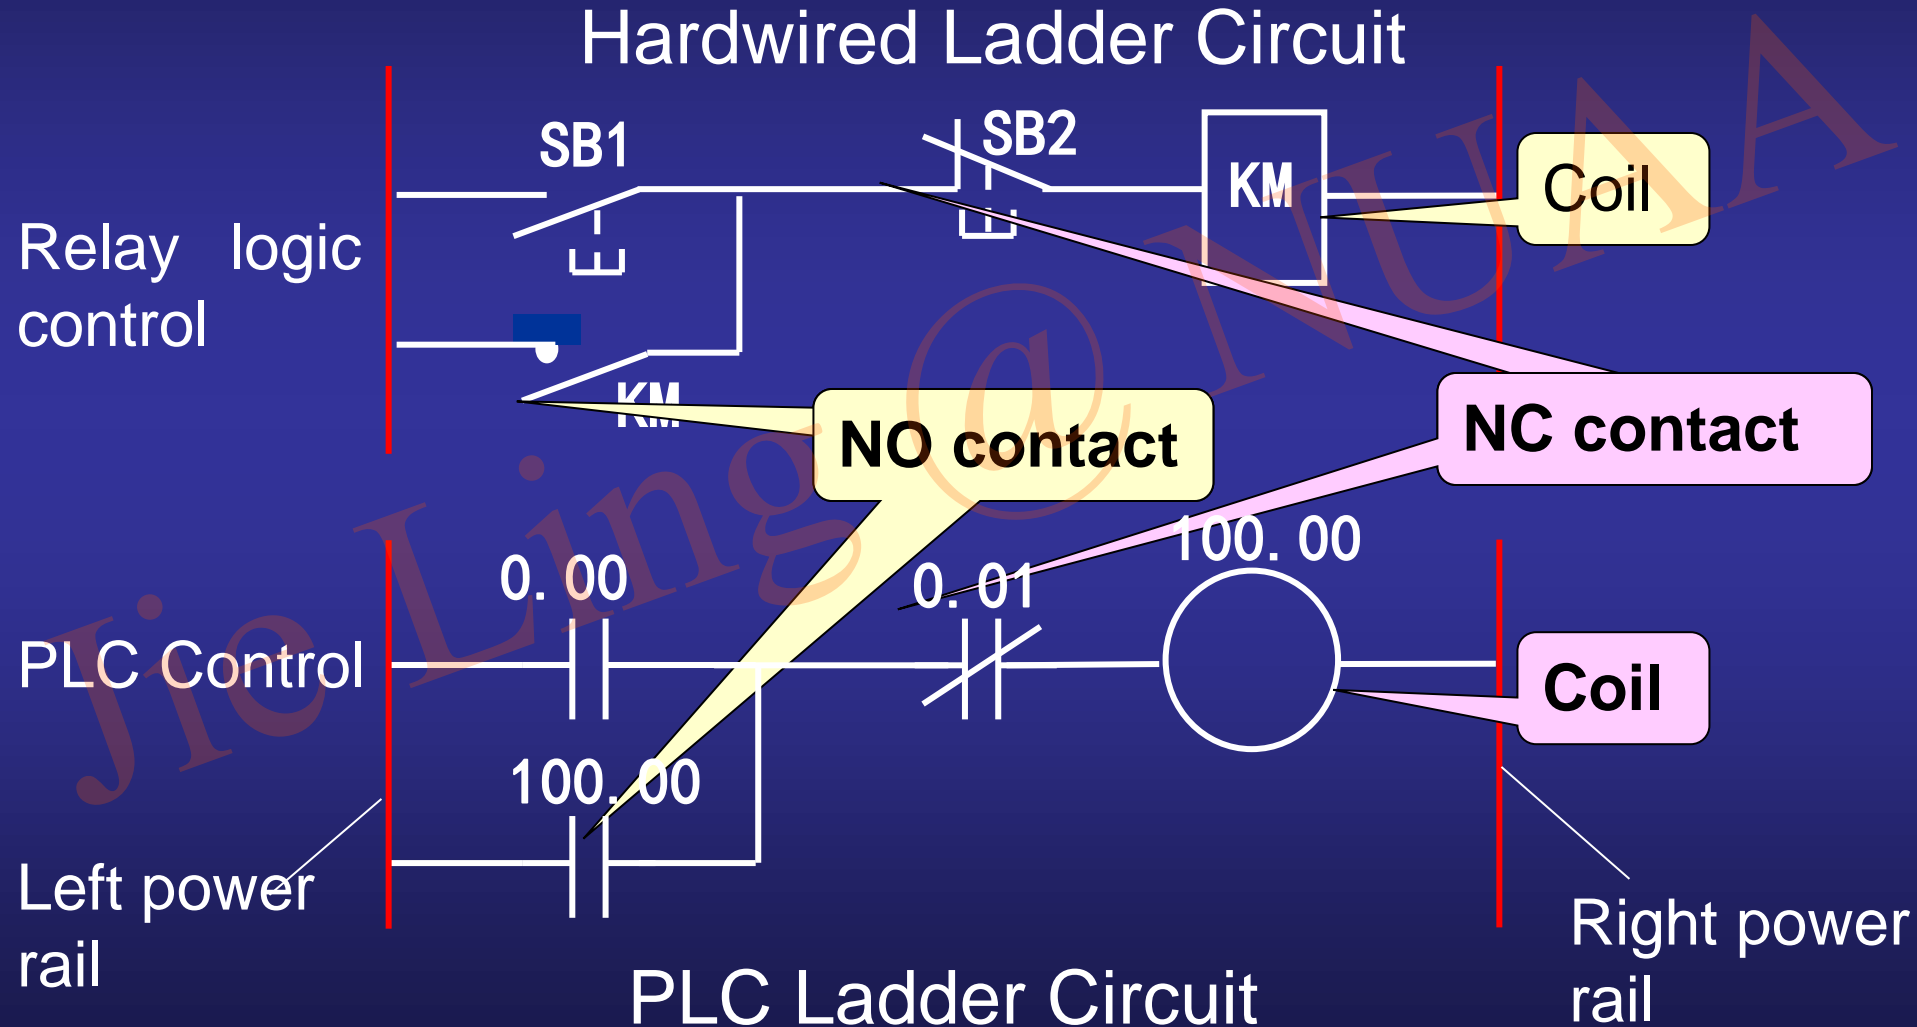 Hardwired Ladder Circuit
SB1
SB2
KM
Coil
Relay logic
control
KM
NO contact
NC contact
100.00
0.00
0.01
PLC Control
Coil
100.00
Left power
rail
Right power
rail
PLC Ladder Circuit
Jie Ling @ NUAA